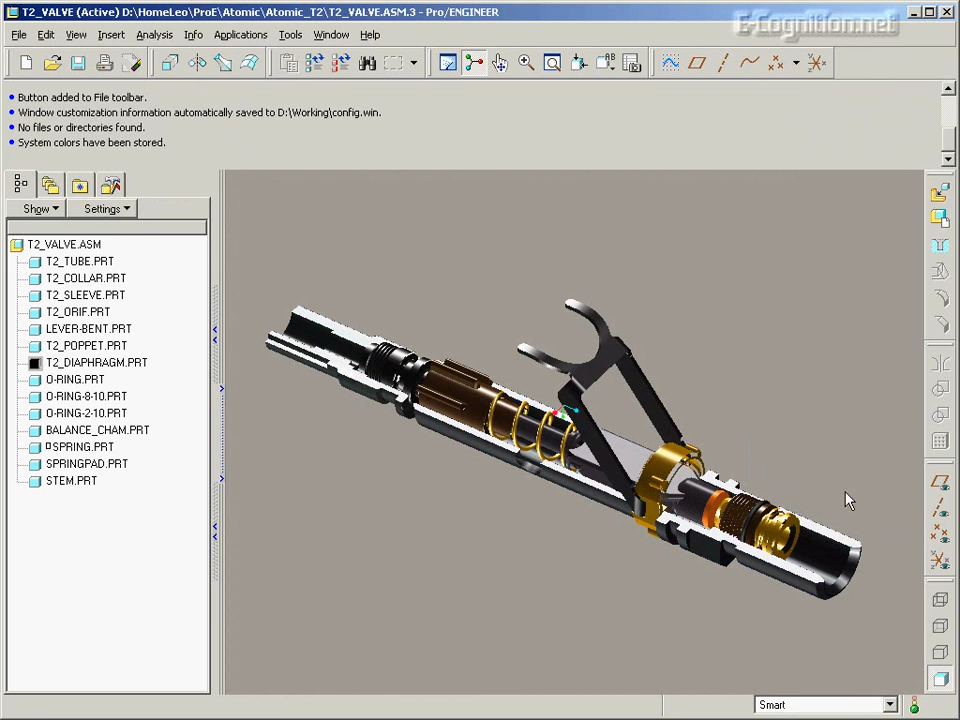 T2_VALVE (Active) D:\HomeLeo\ProE\Atomic\Atomic_T2\T2_VALVE.ASM.3 - Pro/ENGINEER
E-Cognition.net
File Edit View Insert Analysis Info Applications Tools Window Help
Button added to File toolbar.
Window customization information automatically saved to D:\Working\config.win.
No files or directories found.
System colors have been stored.
Show Settings
T2_VALVE.ASM
T2_TUBE.PRT
T2_COLLAR.PRT
T2_SLEEVE.PRT
T2_ORIF.PRT
LEVER-BENT.PRT
T2_POPPET.PRT
T2_DIAPHRAGM.PRT
O-RING.PRT
O-RING-8-10.PRT
O-RING-2-10.PRT
BALANCE_CHAM.PRT
SPRING.PRT
SPRINGPAD.PRT
STEM.PRT
Smart